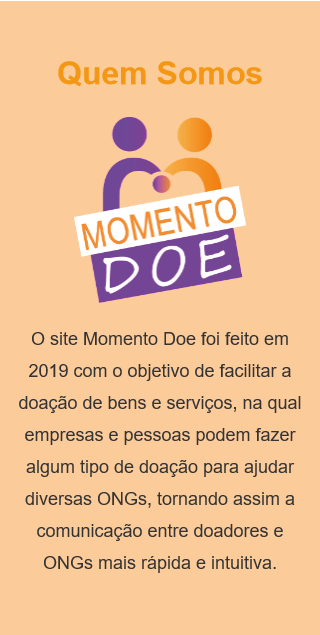 Quem Somos
MOMENTO
DOE
O site Momento Doe foi feito em
2019 com o objetivo de facilitar a
doação de bens e serviços, na qual
empresas e pessoas podem fazer
algum tipo de doação para ajudar
diversas ONGs, tornando assim a
comunicação entre doadores e
ONGs mais rápida e intuitiva.